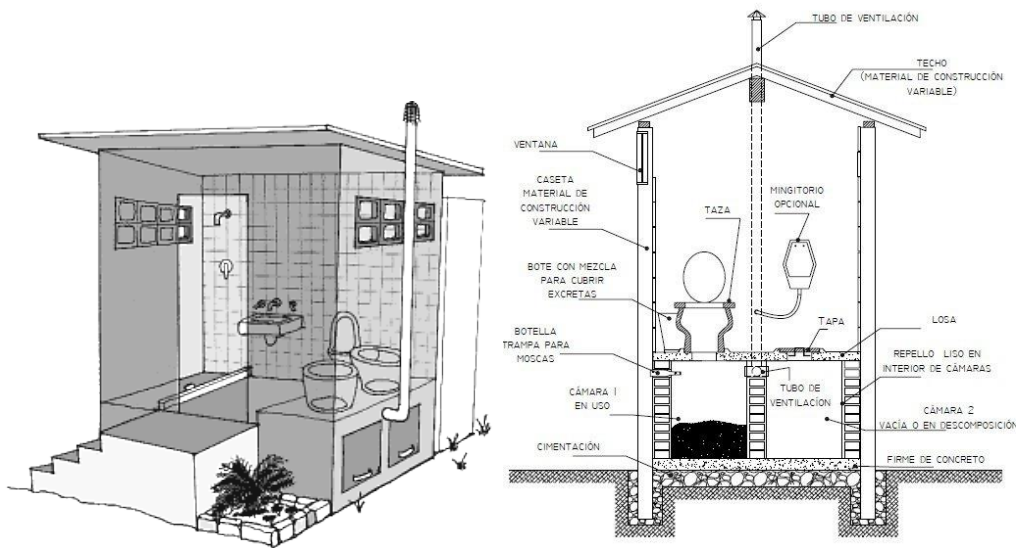 TUBO DE VENTILACIÓN
TECHO
(MATERIAL DE CONSTRUCCIÓN
VARIABLE)
VENTANA
CASETA
MATERIAL DE
CONSTRUCCIÓN
VARIABLE
MINGITORIO
OPCIONAL
TAZA
BOTE CON MEZCLA
PARA CUBRIR
EXCRETAS
BOTELLA
TRAMPA PARA
MOSCAS
TAPA
LOSA
REPELLO LISO EN
INTERIOR DE CÁMARAS
CÁMARA 1
EN USO
TUBO DE
VENTILACÍON
CÁMARA 2
VACÍA O EN DESCOMPOSICIÓN
CIMENTACIÓN
FIRME DE CONCRETO